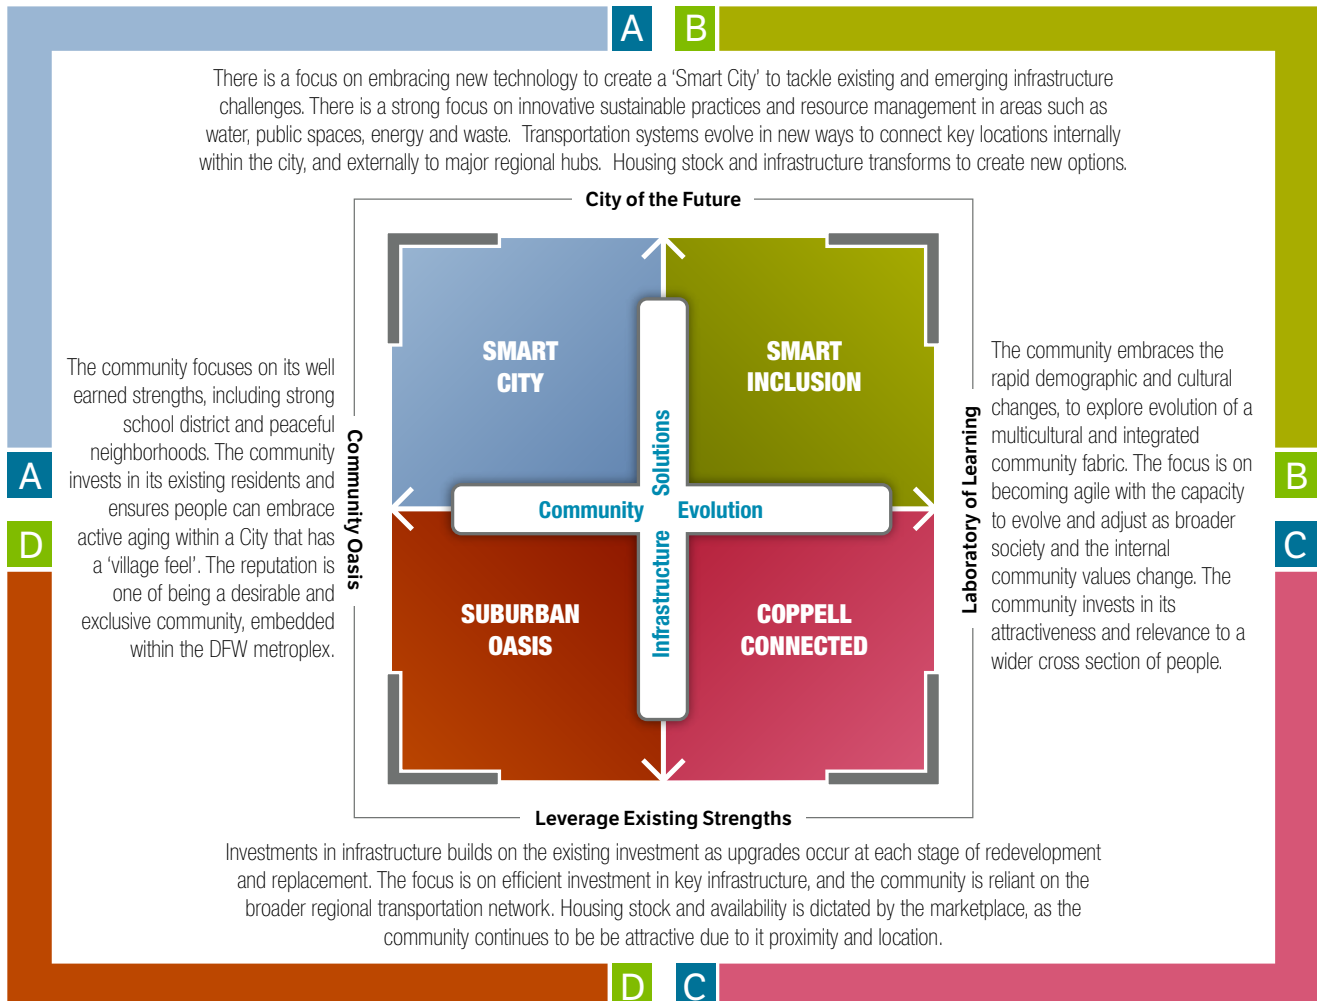 A B
There is a focus on embracing new technology to create a ‘Smart City’ to tackle existing and emerging infrastructure
challenges. There is a strong focus on innovative sustainable practices and resource management in areas such as
water, public spaces, energy and waste. Transportation systems evolve in new ways to connect key locations internally
within the city, and externally to major regional hubs. Housing stock and infrastructure transforms to create new options.
City of the Future
A
D
The community focuses on its well
earned strengths, including strong
school district and peaceful
neighborhoods. The community
invests in its existing residents and
ensures people can embrace
active aging within a City that has
a ‘village feel’. The reputation is
one of being a desirable and
exclusive community, embedded
within the DFW metroplex.
Community Oasis
SMART
CITY
SMART
INCLUSION
Community Evolution
Infrastructure Solutions
SUBURBAN
OASIS
COPPELL
CONNECTED
Laboratory of Learning
The community embraces the
rapid demographic and cultural
changes, to explore evolution of a
multicultural and integrated
community fabric. The focus is on
becoming agile with the capacity
to evolve and adjust as broader
society and the internal
community values change. The
community invests in its
attractiveness and relevance to a
wider cross section of people.
B
C
Leverage Existing Strengths
Investments in infrastructure builds on the existing investment as upgrades occur at each stage of redevelopment
and replacement. The focus is on efficient investment in key infrastructure, and the community is reliant on the
broader regional transportation network. Housing stock and availability is dictated by the marketplace, as the
community continues to be be attractive due to it proximity and location.
D C